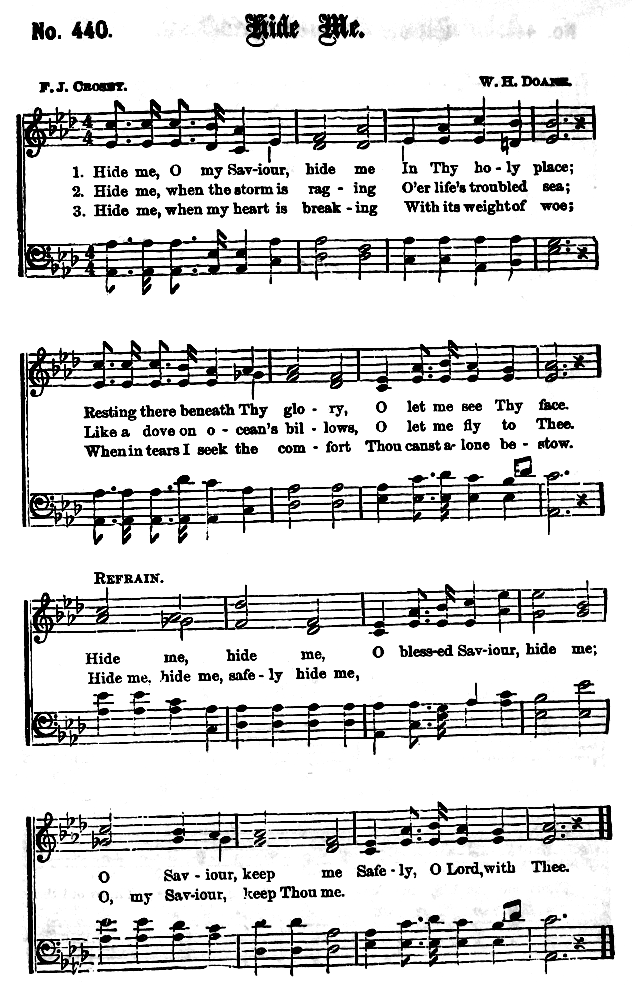 No. 440.
Hide Me.
F. J. Crosby.
W. H. Doane.
1. Hide me, O my Sav-iour, hide me In Thy ho-ly place;
2. Hide me, when the storm is rag-ing O'er life's troubled sea;
3. Hide me, when my heart is break-ing With its weight of woe;
Resting there beneath Thy glo-ry, O let me see Thy face.
Like a dove on o-cean's bil-lows, O let me fly to Thee.
When in tears I seek the com-fort Thou canst a-lone be-stow.
Refrain.
Hide me, hide me, O bless-ed Sav-iour, hide me;
Hide me, hide me, safe-ly hide me,
O Sav-iour, keep me Safe-ly, O Lord, with Thee.
O, my Sav-iour, keep Thou me.